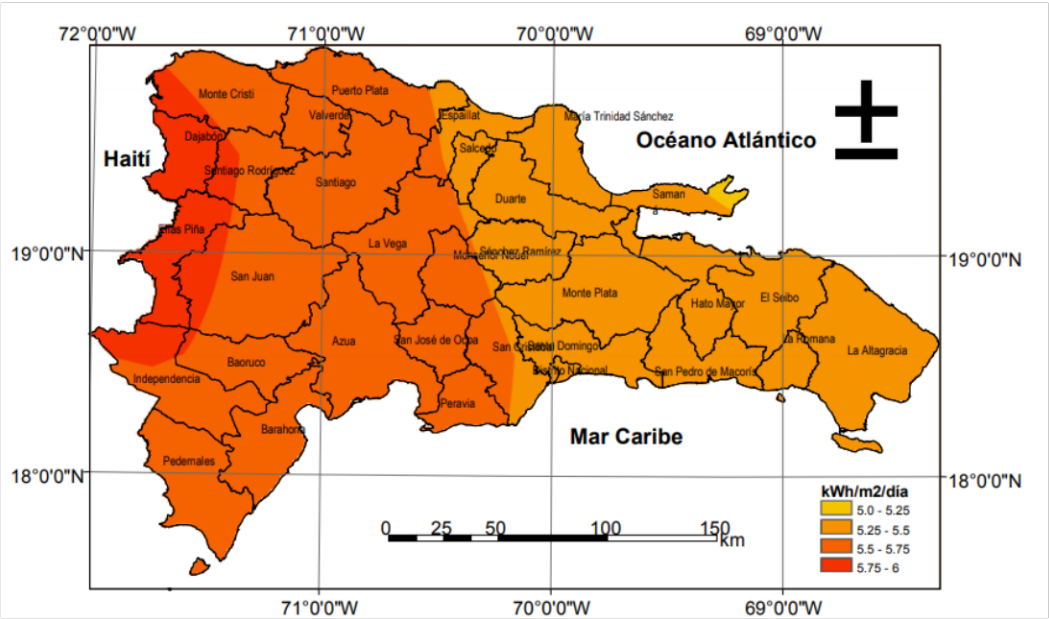 72°0'0"W
71°0'0"W
70°0'0"W
69°0'0"W
Monte Cristi
Puerto Plata
Valverde
Espaillat
María Trinidad Sánchez
Océano Atlántico
Haití
Dajabón
Salcedo
Santiago Rodríguez
Santiago
Duarte
Saman
á
Elías Piña
La Vega
Monseñor Nouel
Sánchez Ramírez
19°0'0"N
19°0'0"N
San Juan
Monte Plata
Hato Mayor
El Seibo
Azua
San José de Ocoa
San Cristóbal
Santo Domingo
La Romana
La Altagracia
Baoruco
Independencia
Distrito Nacional
San Pedro de Macorís
Peravia
Barahona
Mar Caribe
Pedernales
18°0'0"N
18°0'0"N
kWh/m2/día
5.0 - 5.25
5.25 - 5.5
5.5 - 5.75
5.75 - 6
0 25 50 100 150
km
71°0'0"W
70°0'0"W
69°0'0"W